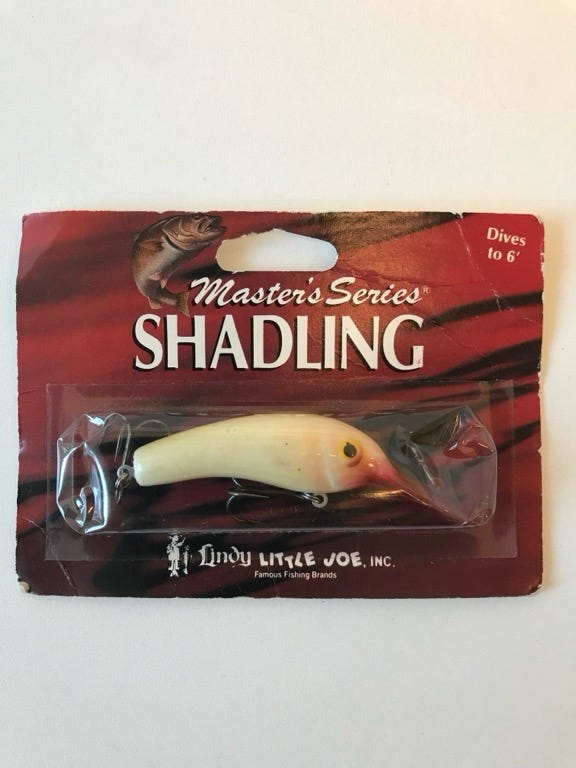 Dives
to 6'
Master's Series®
SHADLING
Lindy LITTLE JOE, INC.
Famous Fishing Brands